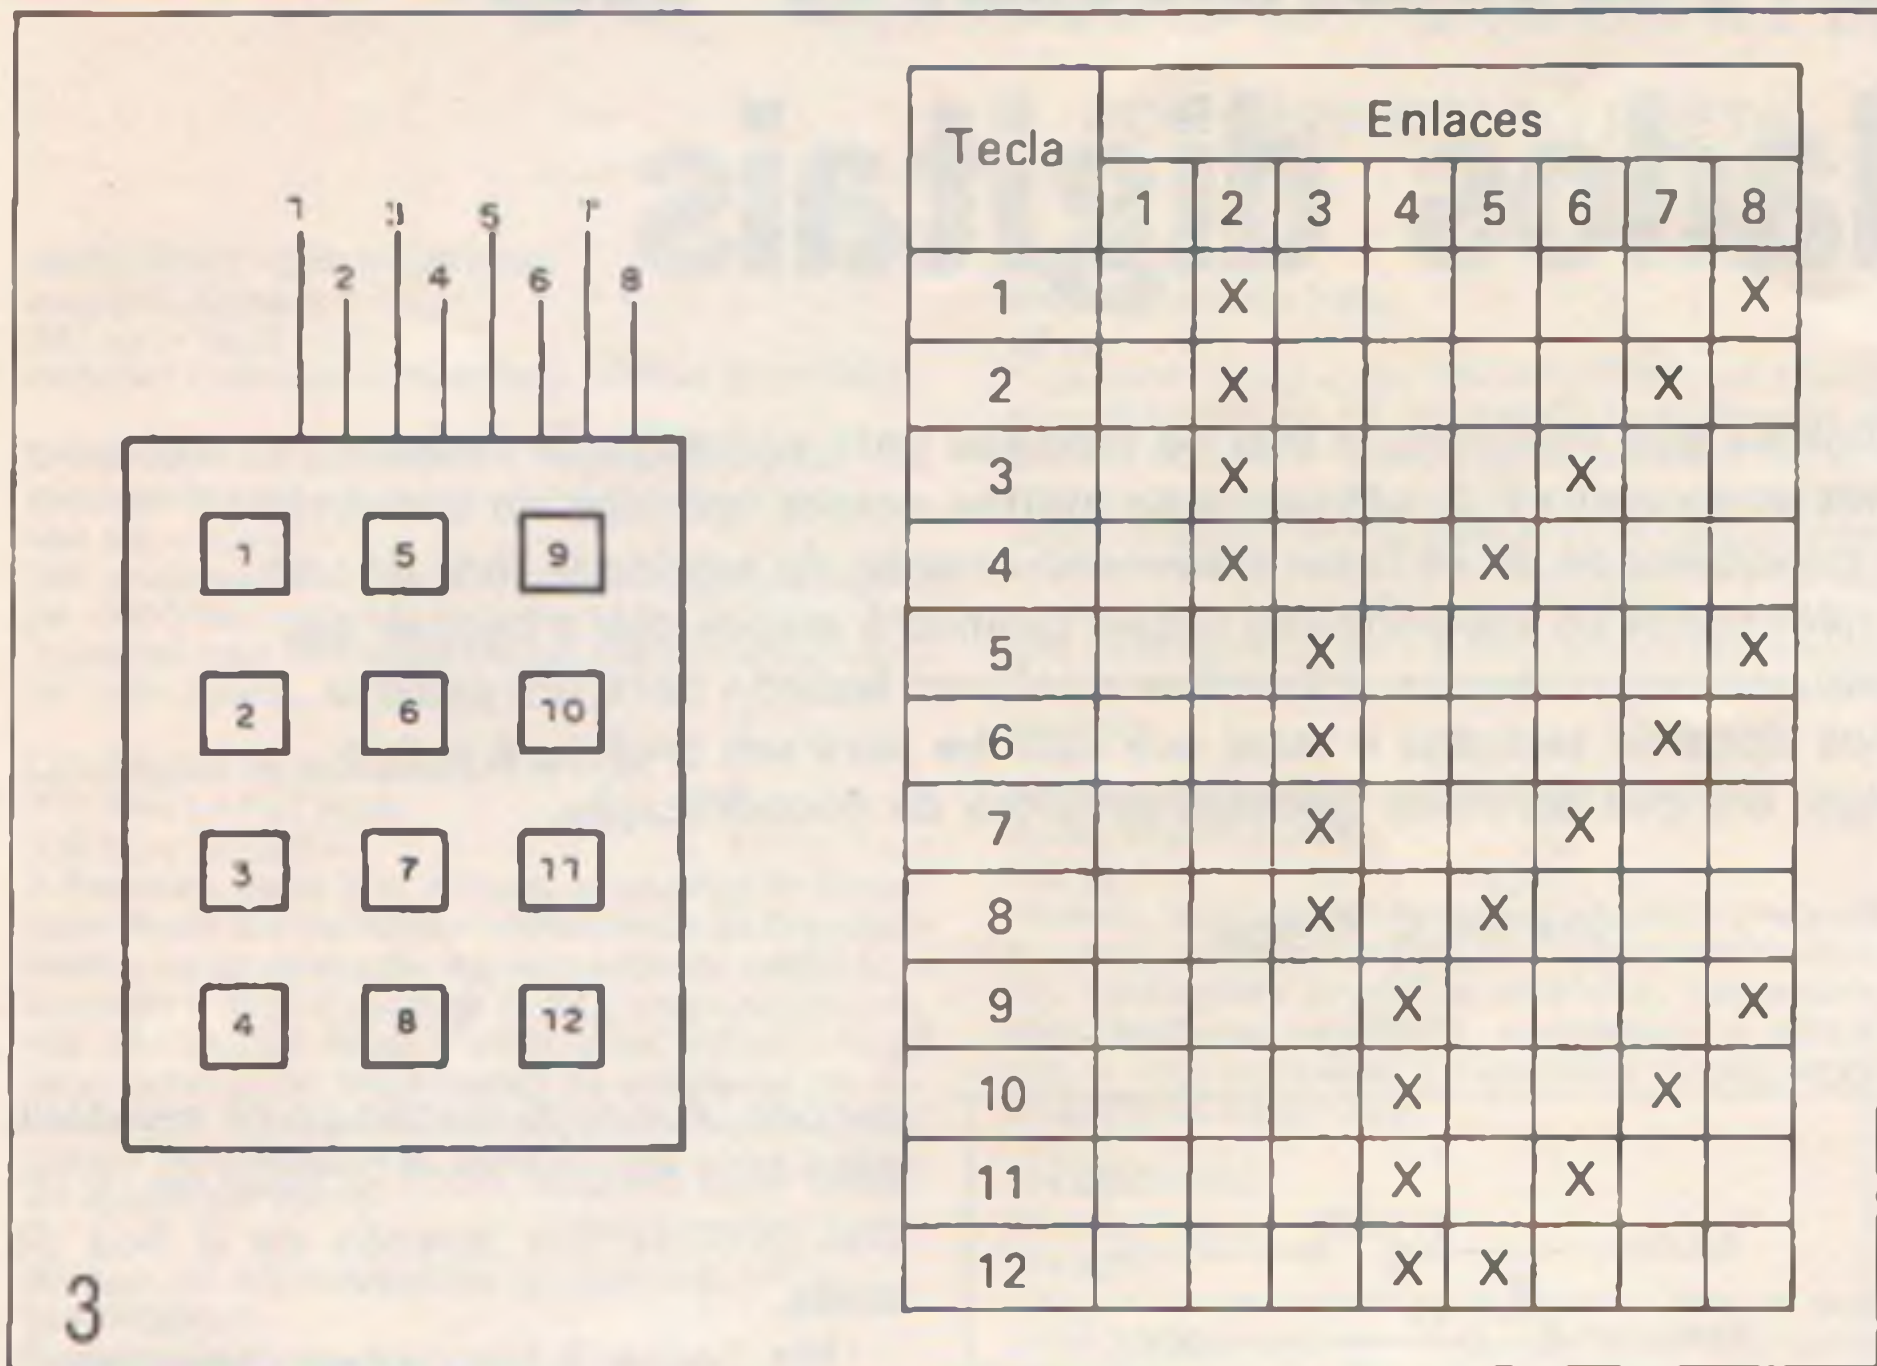 1 3 5 7
2 4 6 8
1 5 9
2 6 10
3 7 11
4 8 12
3
Tecla Enlaces
1 2 3 4 5 6 7 8
1 X X
2 X X
3 X X
4 X X
5 X X
6 X X
7 X X
8 X X
9 X X
10 X X
11 X X
12 X X